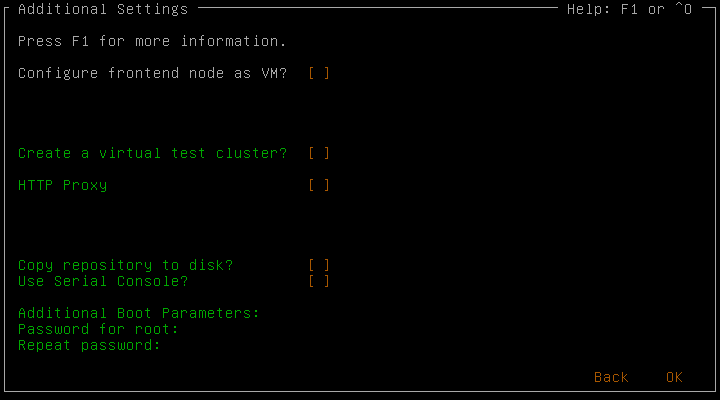 Additional Settings Help: F1 or ^O
Press F1 for more information.
Configure frontend node as VM? [ ]
Create a virtual test cluster? [ ]
HTTP Proxy [ ]
Copy repository to disk? [ ]
Use Serial Console? [ ]
Additional Boot Parameters:
Password for root:
Repeat password:
Back OK